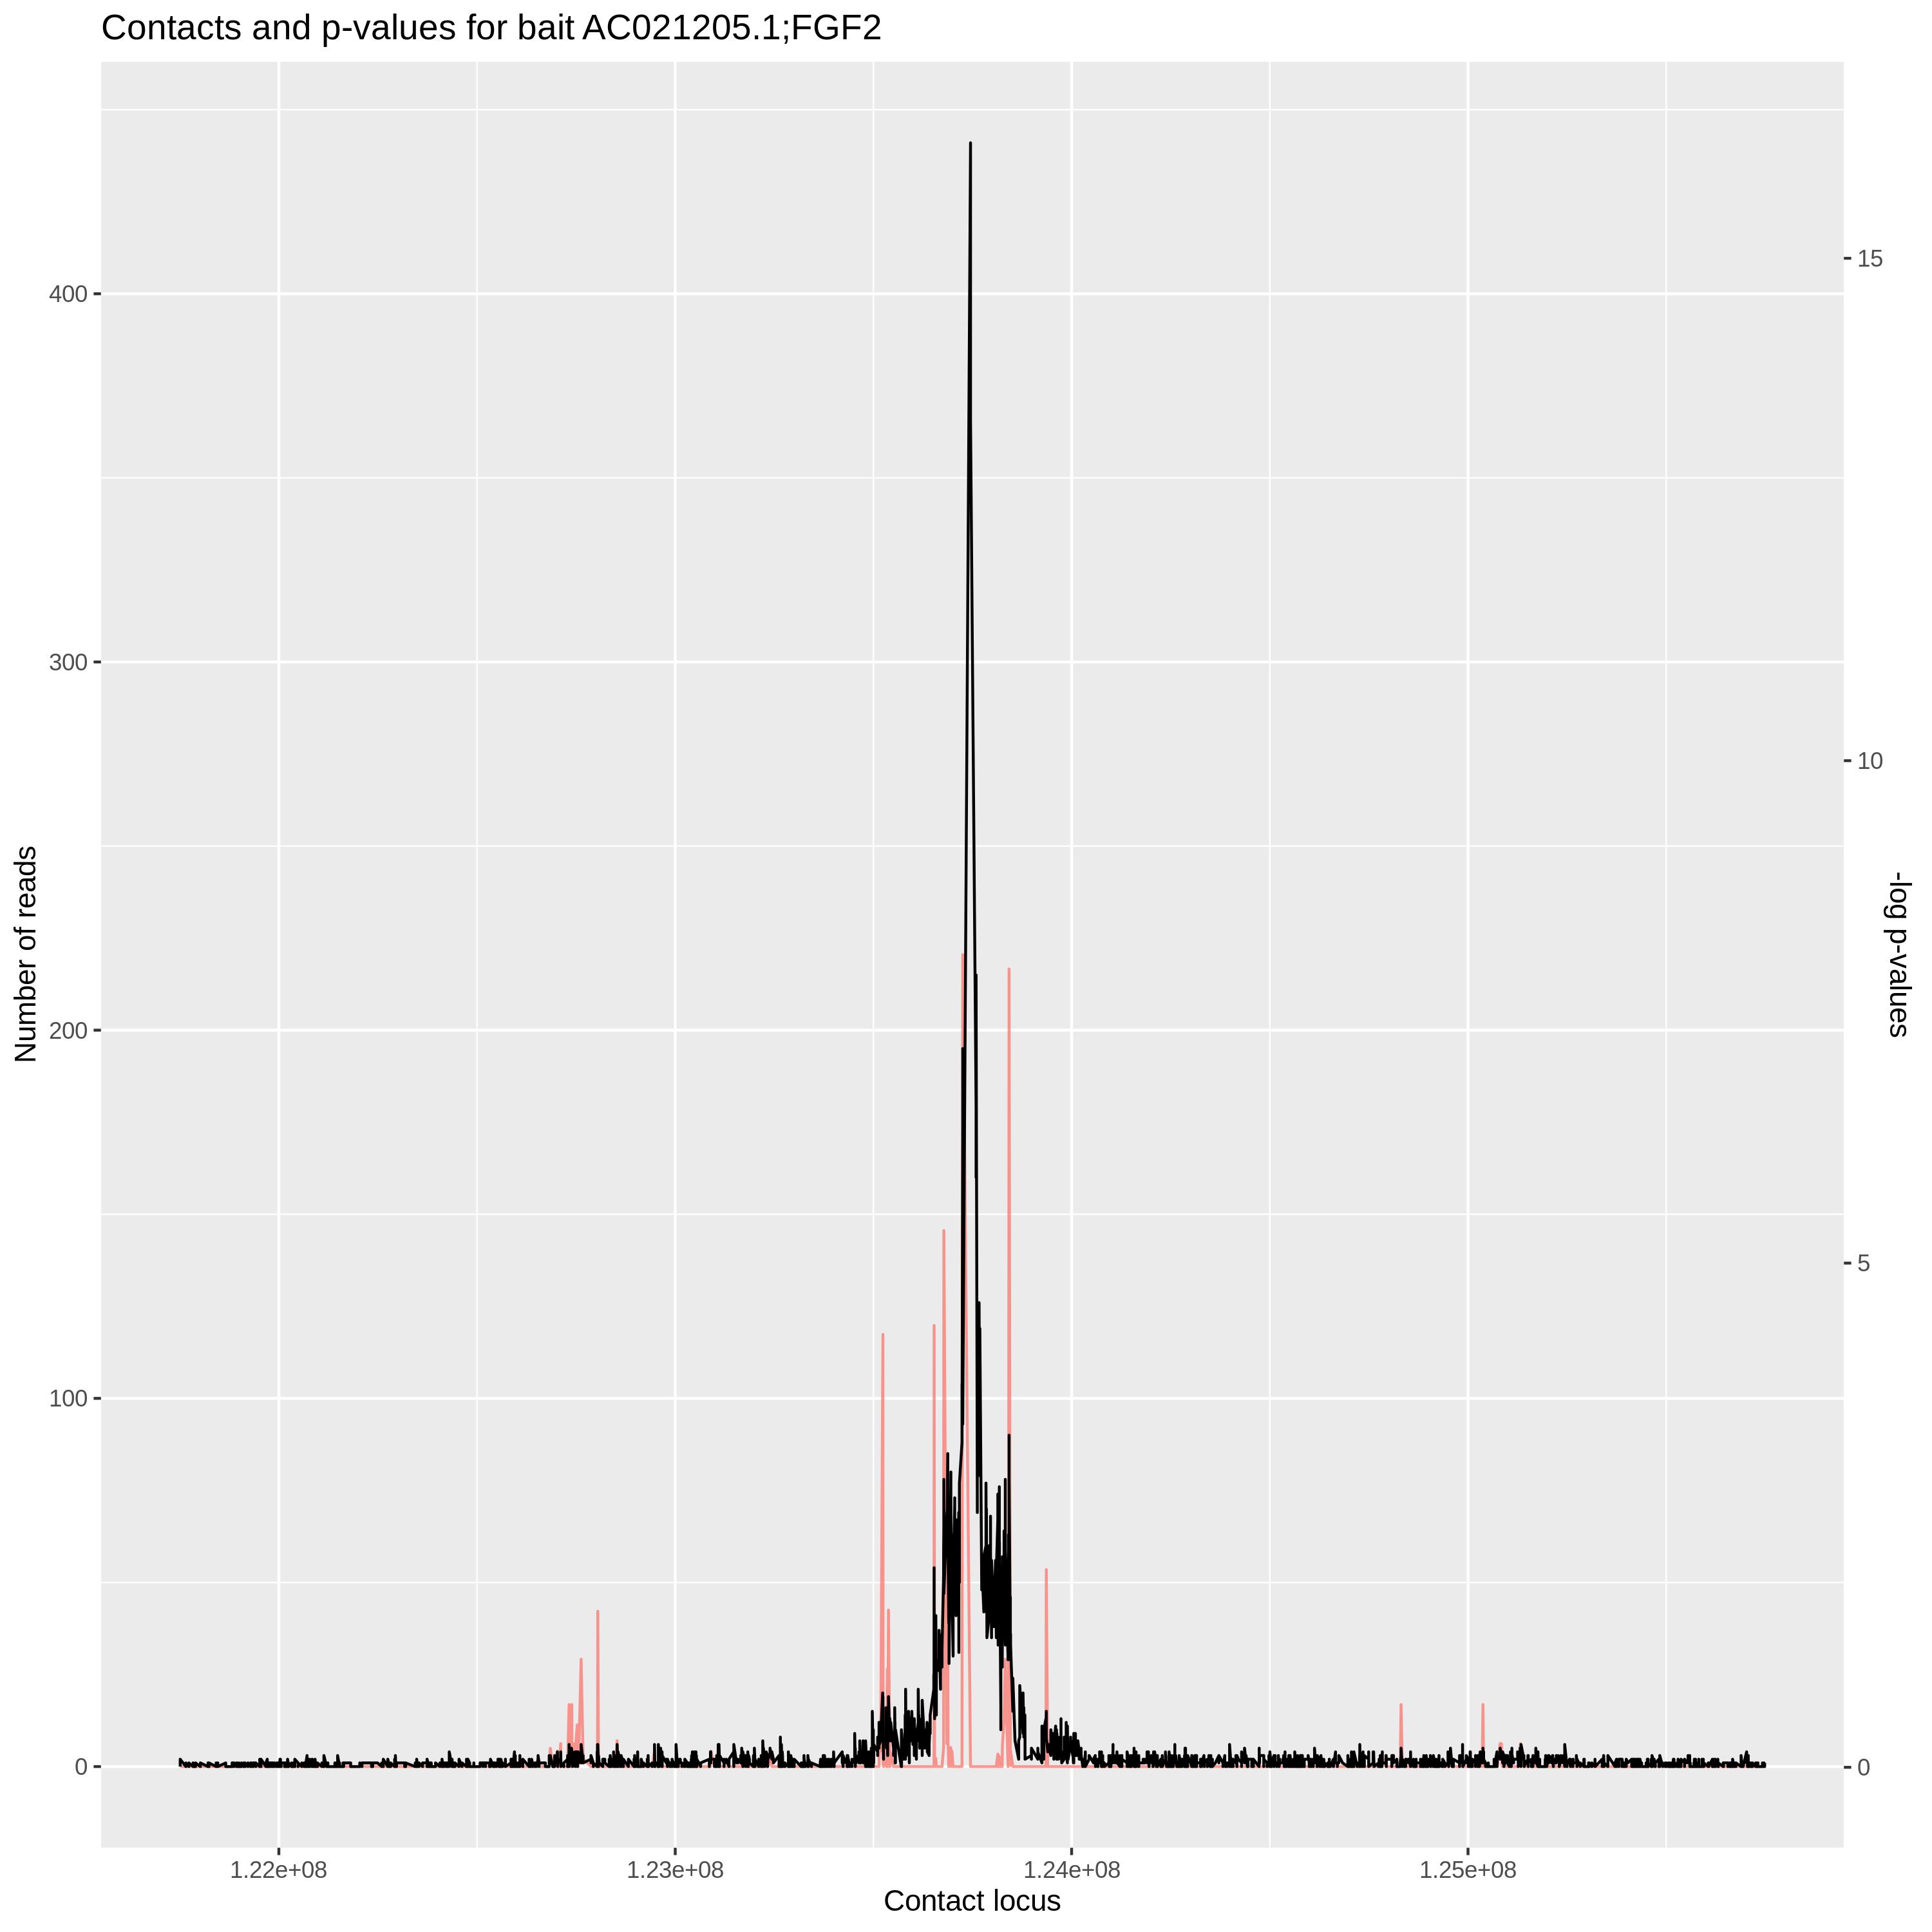 Contacts and p-values for bait AC021205.1;FGF2
400
300
200
100
0
Number of reads
15
10
5
0
-log p-values
1.22e+08 1.23e+08 1.24e+08 1.25e+08
Contact locus